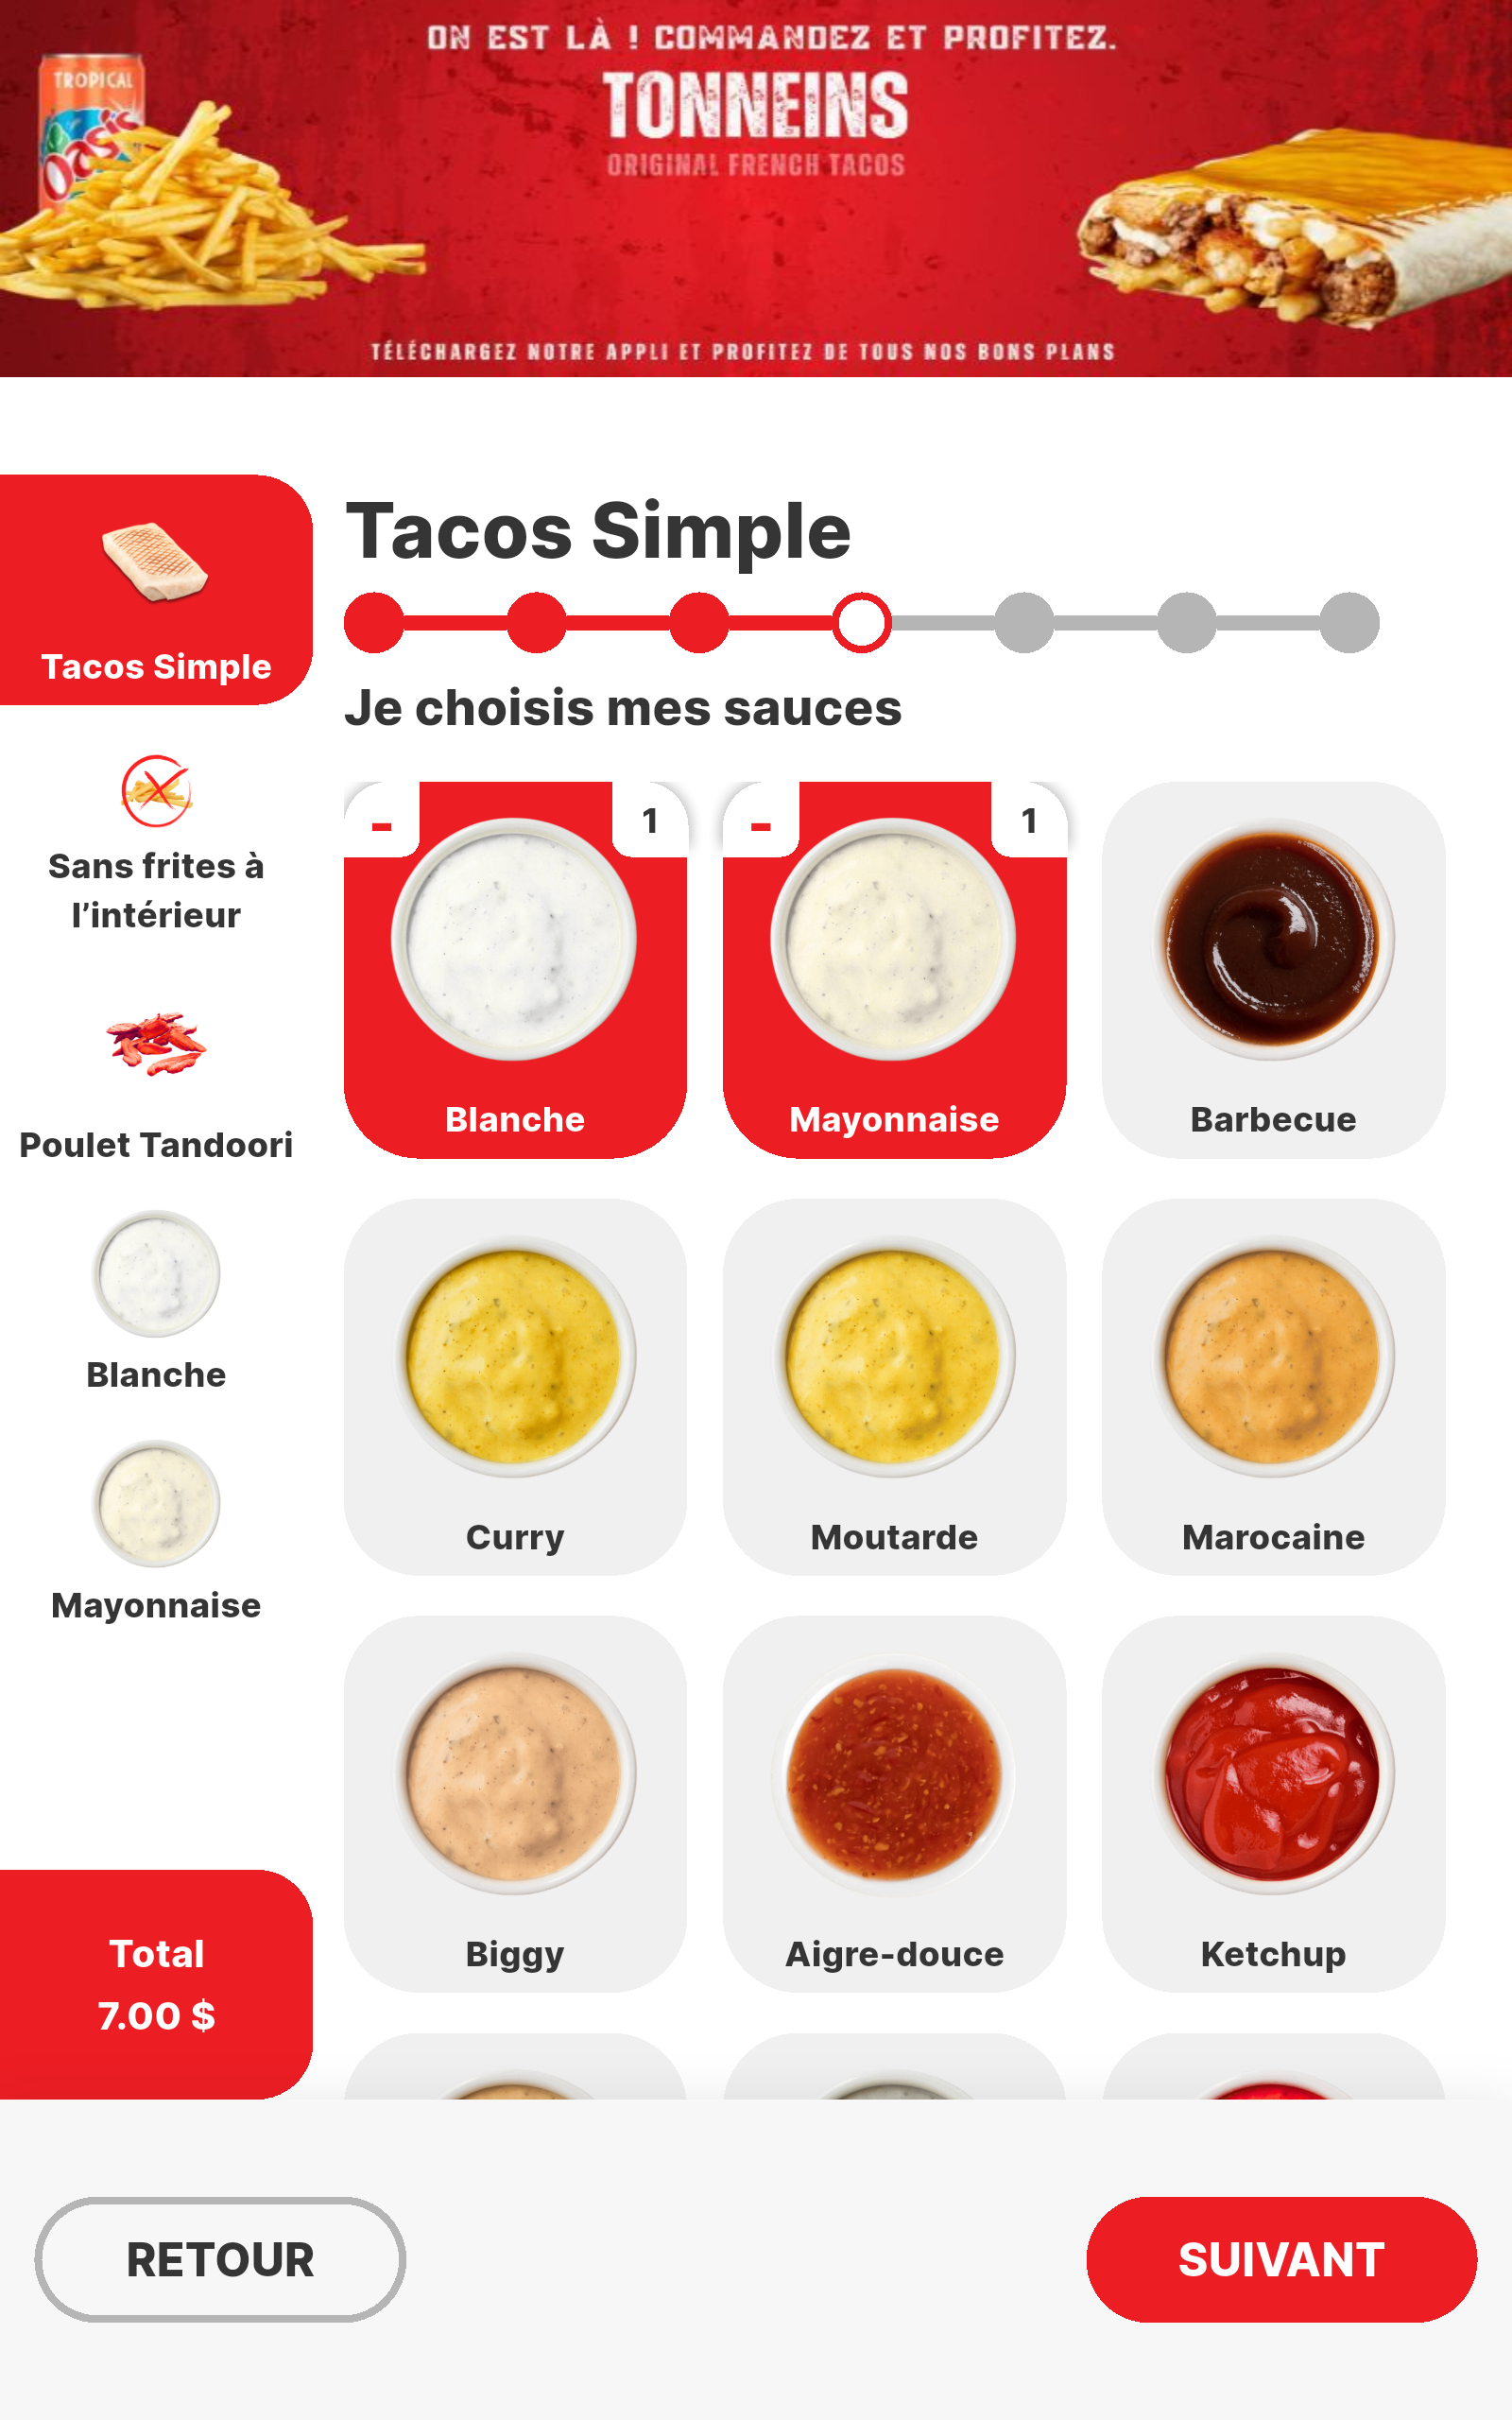 ON EST LÀ ! COMMANDEZ ET PROFITEZ.
TONNEINS
ORIGINAL FRENCH TACOS
TROPICAL
Oasis
TÉLÉCHARGEZ NOTRE APPLI ET PROFITEZ DE TOUS NOS BONS PLANS
Tacos Simple
Tacos Simple
Je choisis mes sauces
Sans frites à
l’intérieur
Poulet Tandoori
Blanche
Mayonnaise
- 1
- 1
Blanche
Mayonnaise
Barbecue
Curry
Moutarde
Marocaine
Biggy
Aigre-douce
Ketchup
Total
7.00 $
RETOUR
SUIVANT